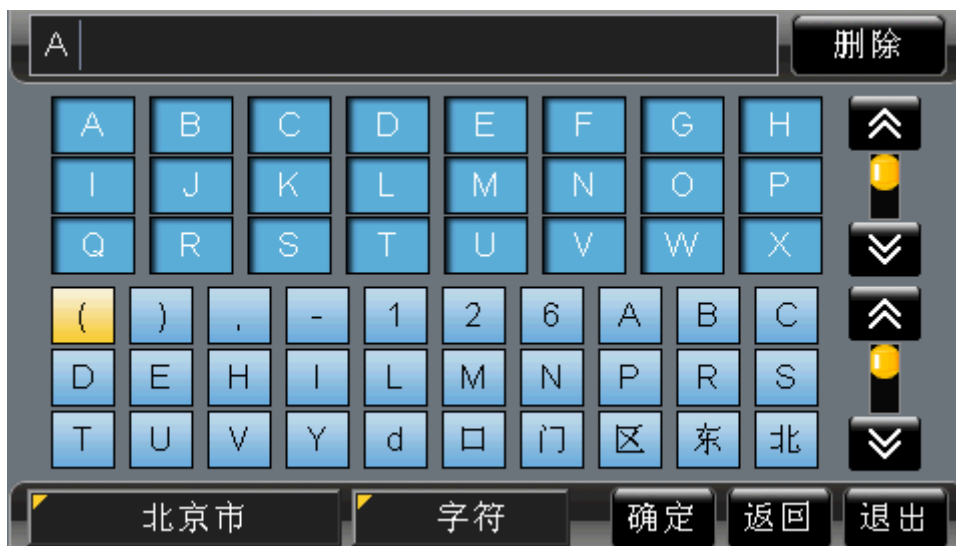 A 删除
A B C D E F G H
I J K L M N O P
Q R S T U V W X
( ) , - 1 2 6 A B C
D E H I L M N P R S
T U V Y d 口 门 区 东 北
北京市 字符 确定 返回 退出